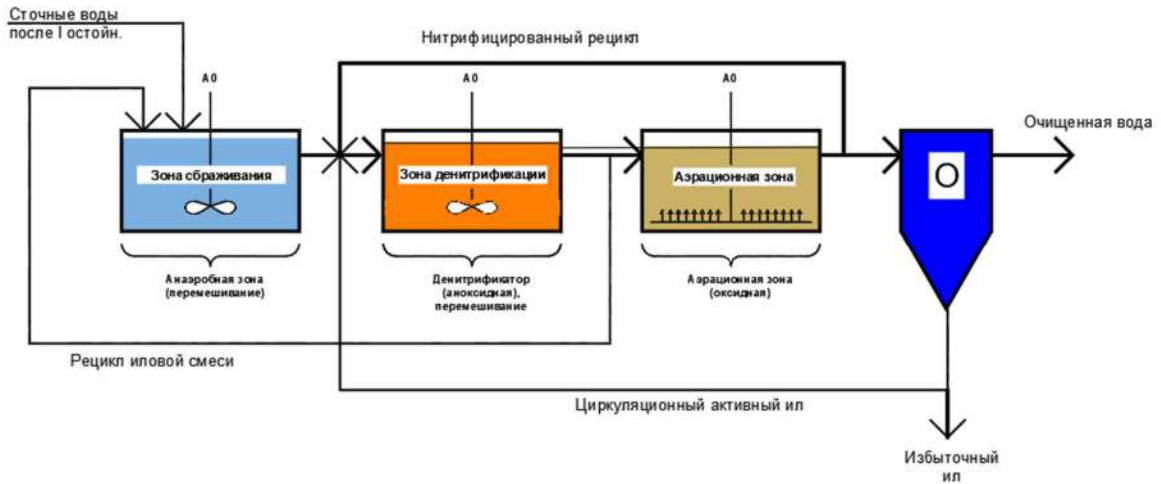 Сточные воды
после I остойн.
Нитрифицированный рецикл
А0
А0
А0
Очищенная вода
Зона сбраживания
Зона денитрификации
Аэрационная зона
О
Анаэробная зона
(перемешивание)
Денитрификатор
(аноксидная),
перемешивание
Аэрационная зона
(оксидная)
Рецикл иловой смеси
Циркуляционный активный ил
Избыточный
ил